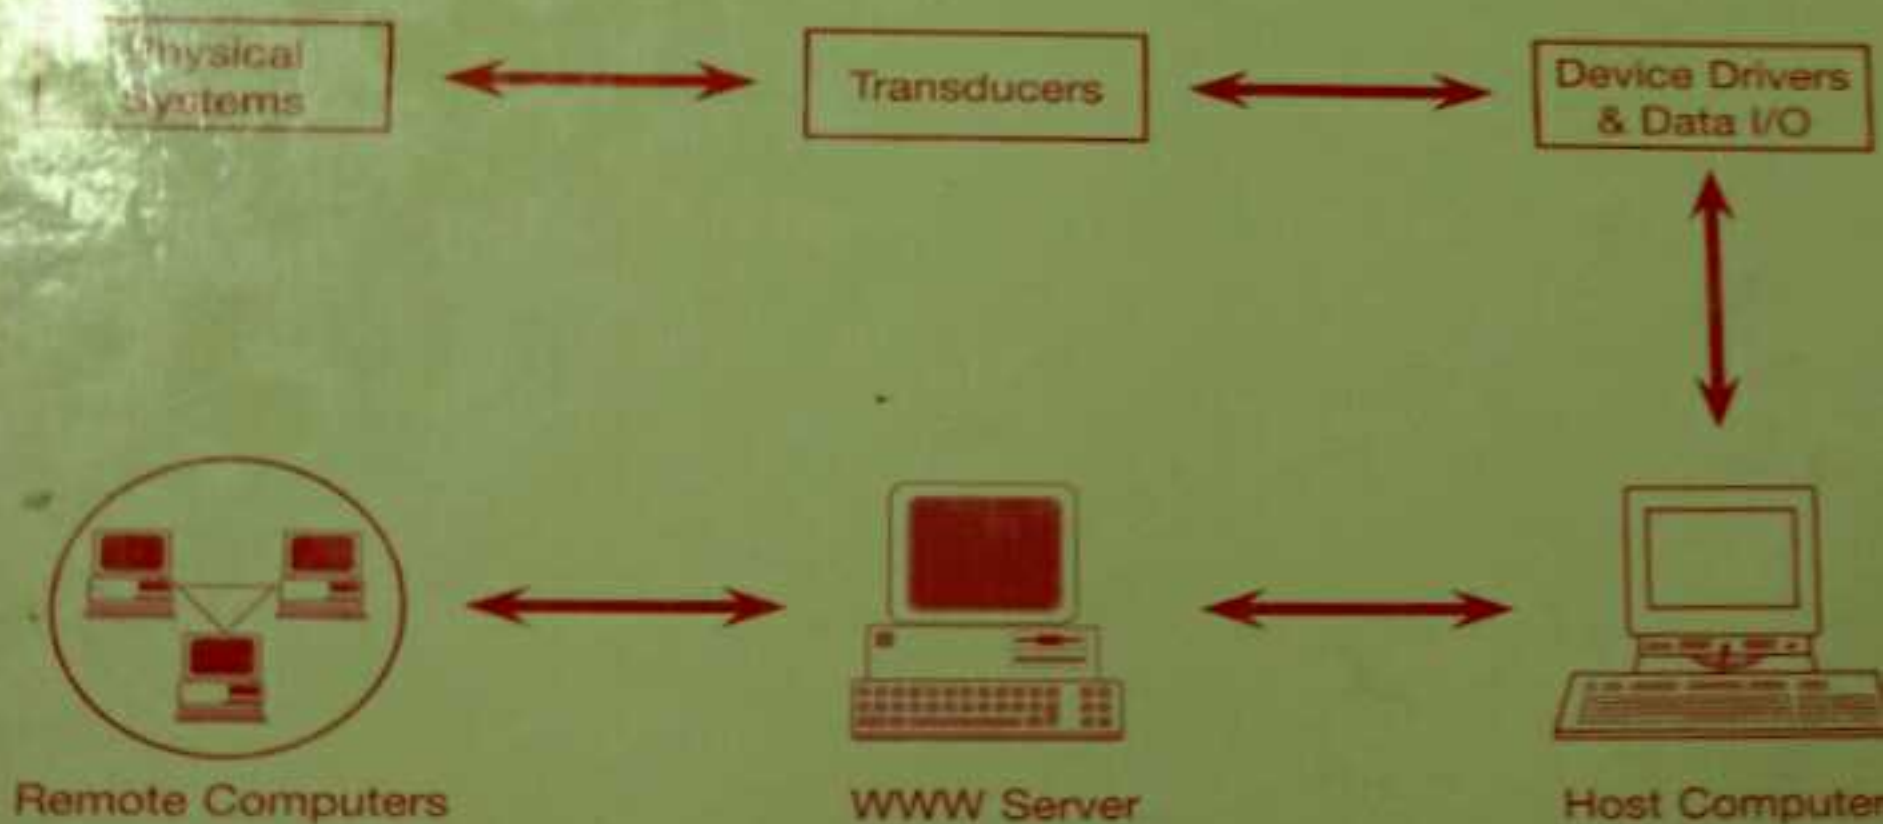 Physical
Systems
Transducers
Device Drivers
& Data I/O
Remote Computers
WWW Server
Host Computer